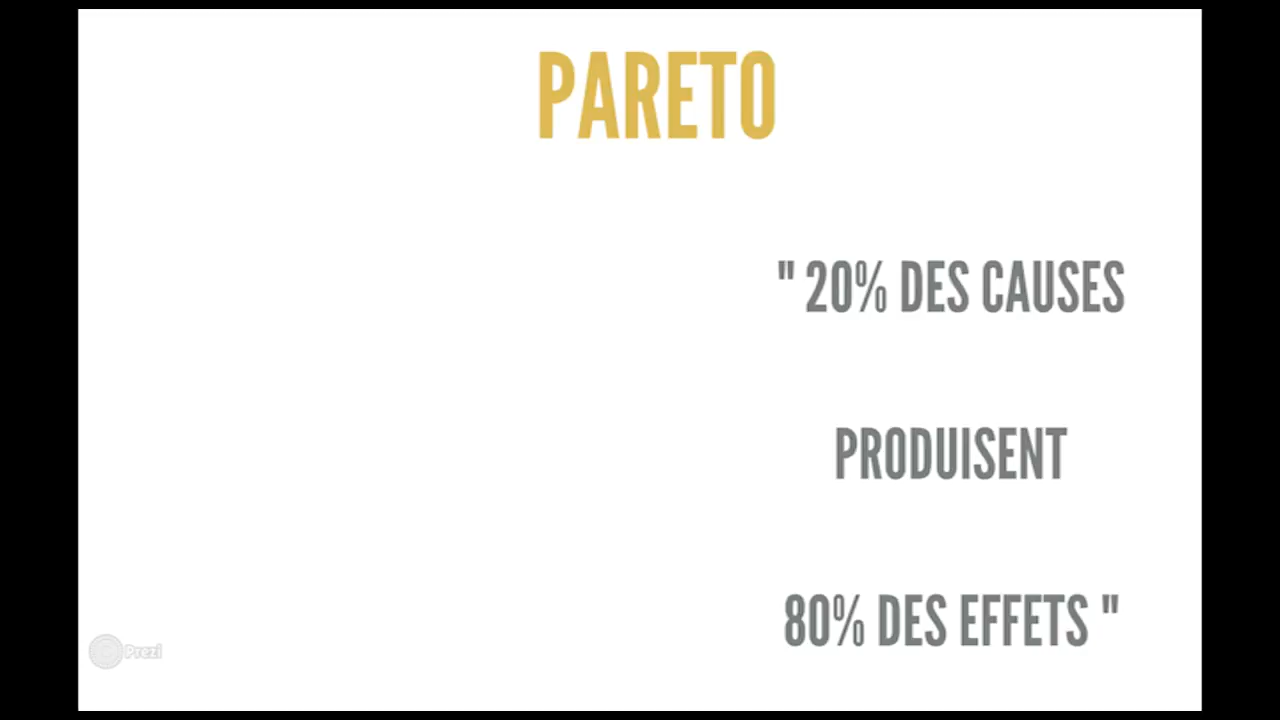 PARETO
" 20% DES CAUSES
PRODUISENT
80% DES EFFETS "
Prezi